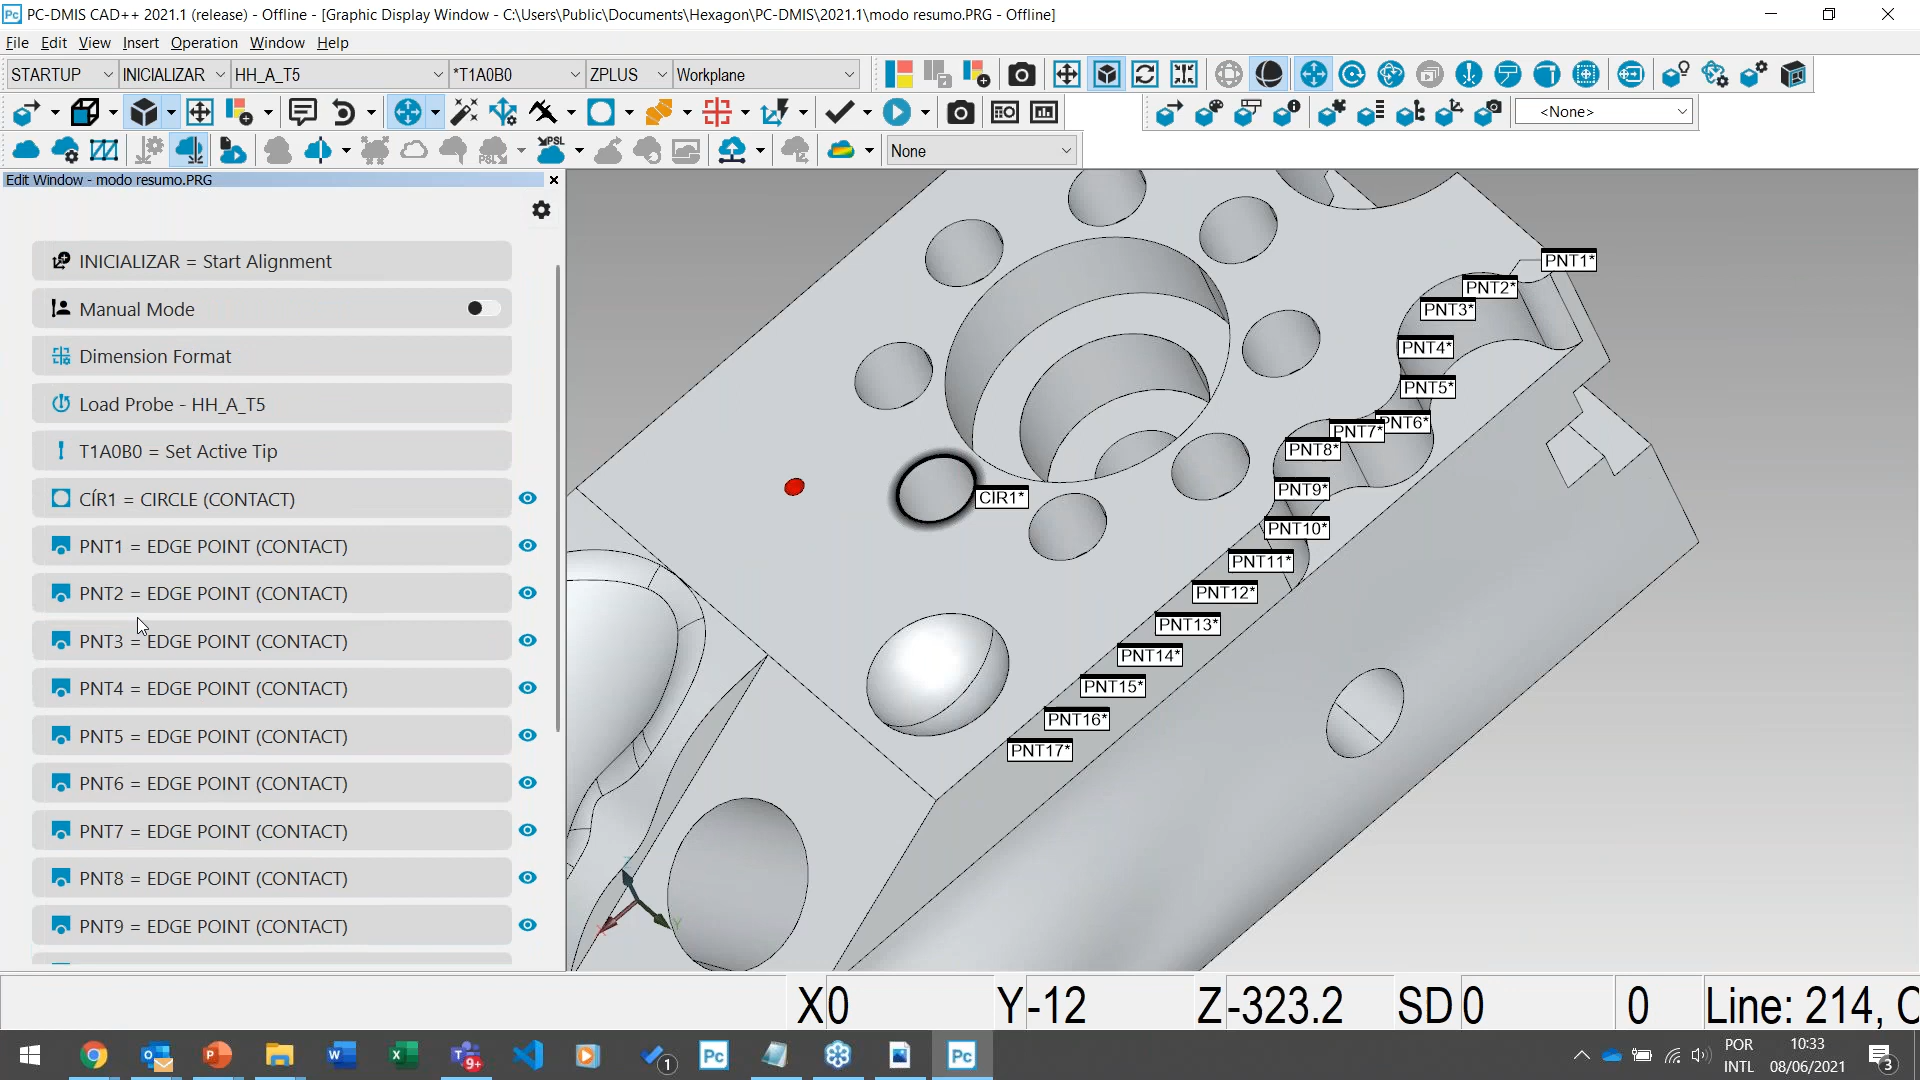 PC-DMIS CAD++ 2021.1 (release) - Offline - [Graphic Display Window - C:\Users\Public\Documents\Hexagon\PC-DMIS\2021.1\modo resumo.PRG - Offline]
File Edit View Insert Operation Window Help
STARTUP INICIALIZAR HH_A_T5 *T1A0B0 ZPLUS Workplane
<None>
None
Edit Window - modo resumo.PRG
INICIALIZAR = Start Alignment
Manual Mode
Dimension Format
Load Probe - HH_A_T5
T1A0B0 = Set Active Tip
CÍR1 = CIRCLE (CONTACT)
PNT1 = EDGE POINT (CONTACT)
PNT2 = EDGE POINT (CONTACT)
PNT3 = EDGE POINT (CONTACT)
PNT4 = EDGE POINT (CONTACT)
PNT5 = EDGE POINT (CONTACT)
PNT6 = EDGE POINT (CONTACT)
PNT7 = EDGE POINT (CONTACT)
PNT8 = EDGE POINT (CONTACT)
PNT9 = EDGE POINT (CONTACT)
PNT1*
PNT2*
PNT3*
PNT4*
PNT5*
PNT6*
PNT7*
PNT8*
PNT9*
CIR1*
PNT10*
PNT11*
PNT12*
PNT13*
PNT14*
PNT15*
PNT16*
PNT17*
Z
X
Y
X 0 Y -12 Z -323.2 SD 0 0 Line: 214, C
POR
INTL
10:33
08/06/2021
9+
1
3